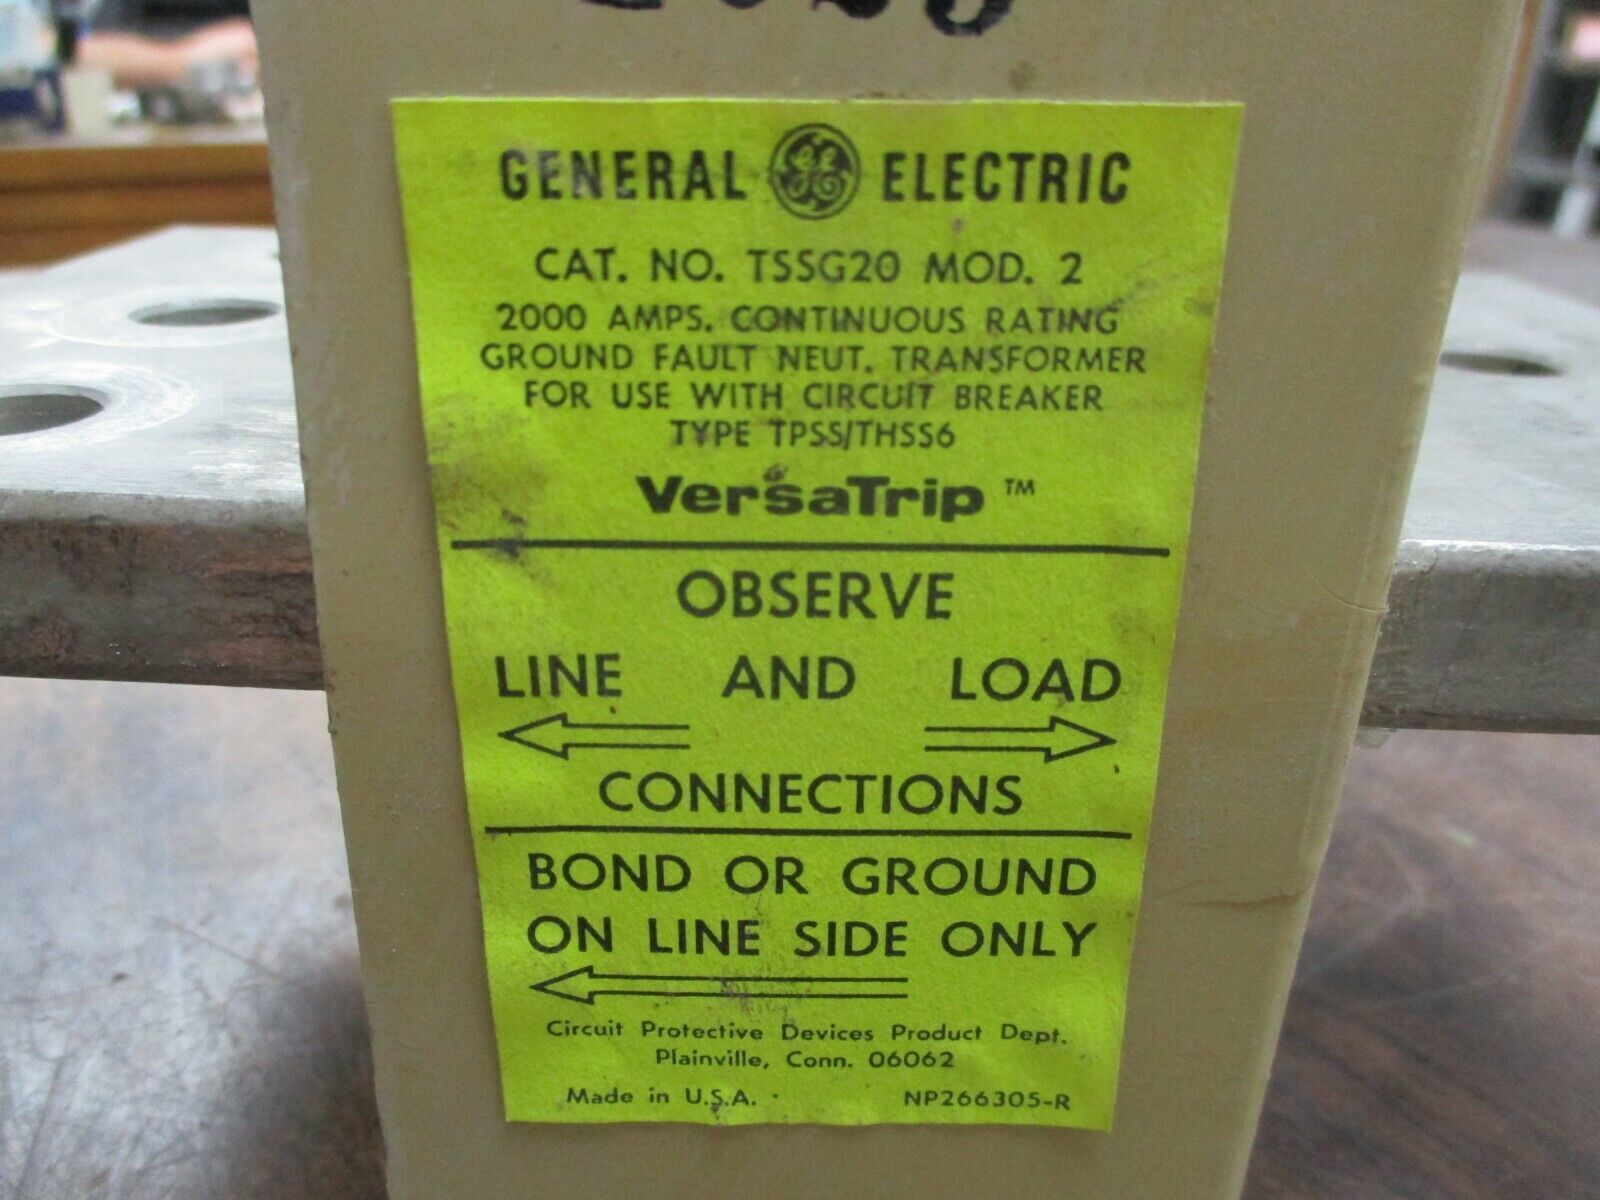 GENERAL GE ELECTRIC
CAT. NO. TSSG20 MOD. 2
2000 AMPS. CONTINUOUS RATING
GROUND FAULT NEUT. TRANSFORMER
FOR USE WITH CIRCUIT BREAKER
TYPE TPSS/THSS6
VersaTrip™
OBSERVE
LINE AND LOAD
CONNECTIONS
BOND OR GROUND
ON LINE SIDE ONLY
Circuit Protective Devices Product Dept.
Plainville, Conn. 06062
Made in U.S.A. NP266305-R